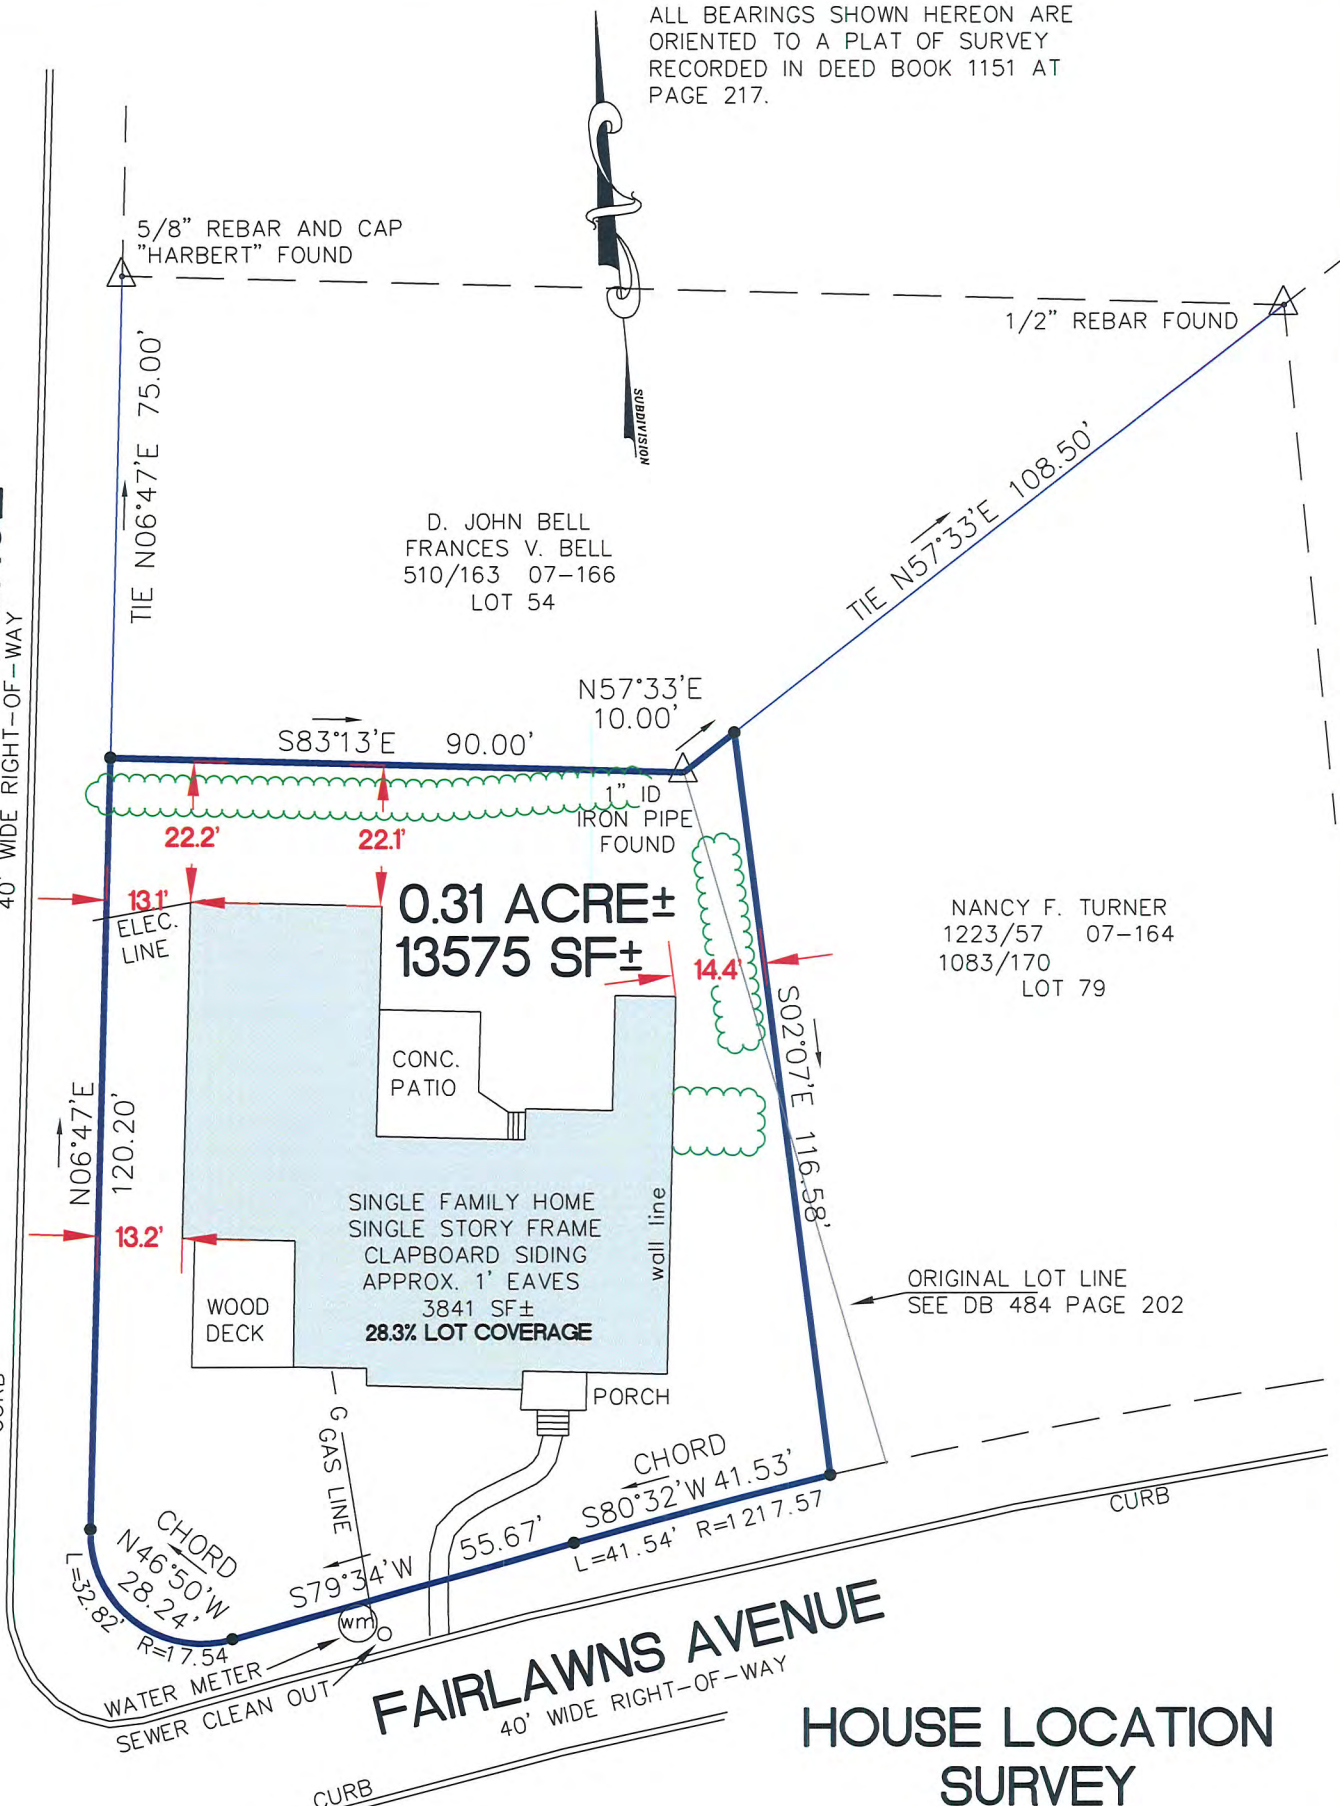 ALL BEARINGS SHOWN HEREON ARE
ORIENTED TO A PLAT OF SURVEY
RECORDED IN DEED BOOK 1151 AT
PAGE 217.
5/8" REBAR AND CAP
"HARBERT" FOUND
1/2" REBAR FOUND
SUBDIVISION
TIE N06°47'E 75.00'
TIE N57°33'E 108.50'
D. JOHN BELL
FRANCES V. BELL
510/163 07-166
LOT 54
40' WIDE RIGHT-OF-WAY
N57°33'E
10.00'
S83°13'E 90.00'
1" ID
IRON PIPE
FOUND
22.2'
22.1'
13.1'
ELEC.
LINE
0.31 ACRE±
13575 SF±
14.4'
NANCY F. TURNER
1223/57 07-164
1083/170
LOT 79
S02°07'E 116.58'
CONC.
PATIO
N06°47'E
120.20'
13.2'
SINGLE FAMILY HOME
SINGLE STORY FRAME
CLAPBOARD SIDING
APPROX. 1' EAVES
3841 SF±
28.3% LOT COVERAGE
wall line
WOOD
DECK
ORIGINAL LOT LINE
SEE DB 484 PAGE 202
PORCH
G GAS LINE
CHORD
S80°32'W 41.53'
L=41.54' R=1217.57
CURB
CHORD
N46°50'W
28.24'
L=32.82' R=17.54
S79°34'W 55.67'
wm
WATER METER
SEWER CLEAN OUT
FAIRLAWNS AVENUE
40' WIDE RIGHT-OF-WAY
CURB
HOUSE LOCATION
SURVEY